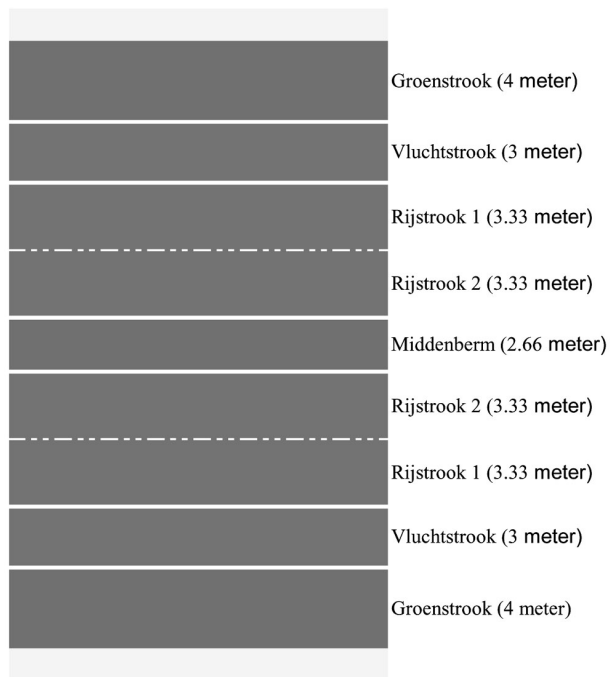 Groenstrook (4 meter)
Vluchtstrook (3 meter)
Rijstrook 1 (3.33 meter)
Rijstrook 2 (3.33 meter)
Middenberm (2.66 meter)
Rijstrook 2 (3.33 meter)
Rijstrook 1 (3.33 meter)
Vluchtstrook (3 meter)
Groenstrook (4 meter)